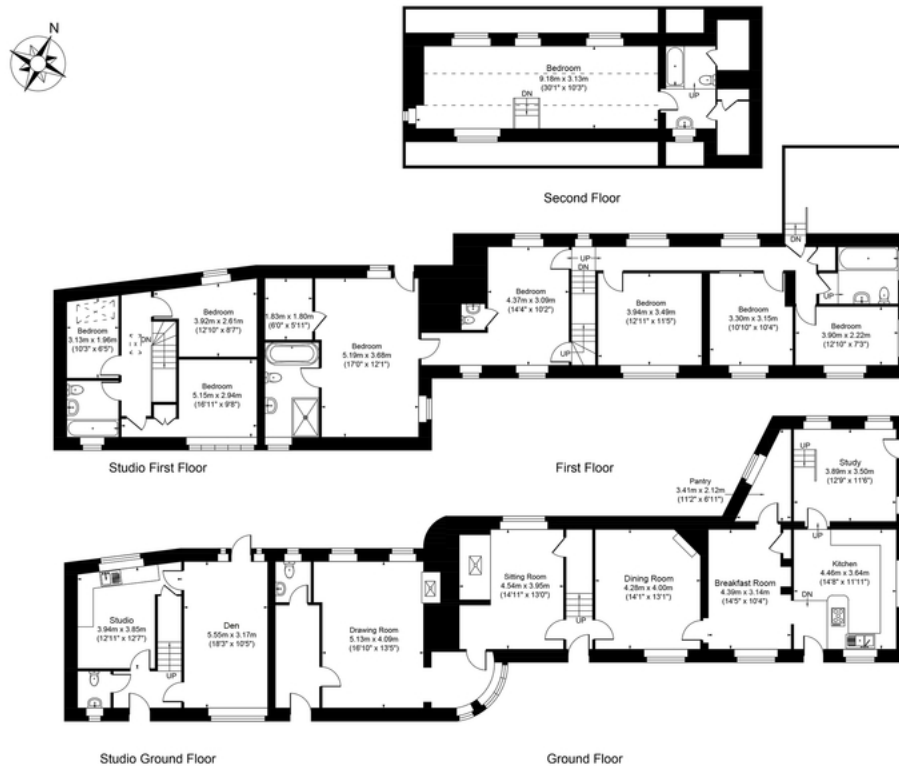 N
Bedroom
9.18m x 3.13m
(30'1" x 10'3")
DN
UP
Second Floor
DN
Bedroom
3.13m x 1.96m
(10'3" x 6'5")
DN
Bedroom
3.92m x 2.61m
(12'10" x 8'7")
Bedroom
5.15m x 2.94m
(16'11" x 9'8")
1.83m x 1.80m
(6'0" x 5'11")
Bedroom
5.19m x 3.68m
(17'0" x 12'1")
Bedroom
4.37m x 3.09m
(14'4" x 10'2")
UP
DN
UP
Bedroom
3.94m x 3.49m
(12'11" x 11'5")
Bedroom
3.30m x 3.15m
(10'10" x 10'4")
UP
Bedroom
3.90m x 2.22m
(12'10" x 7'3")
Studio First Floor
First Floor
Pantry
3.41m x 2.12m
(11'2" x 6'11")
UP
Study
3.89m x 3.50m
(12'9" x 11'6")
UP
Studio
3.94m x 3.85m
(12'11" x 12'7")
UP
Den
5.55m x 3.17m
(18'3" x 10'5")
Drawing Room
5.13m x 4.09m
(16'10" x 13'5")
Sitting Room
4.54m x 3.95m
(14'11" x 13'0")
UP
Dining Room
4.28m x 4.00m
(14'1" x 13'1")
Breakfast Room
4.39m x 3.14m
(14'5" x 10'4")
Kitchen
4.46m x 3.64m
(14'8" x 11'11")
DN
Studio Ground Floor
Ground Floor